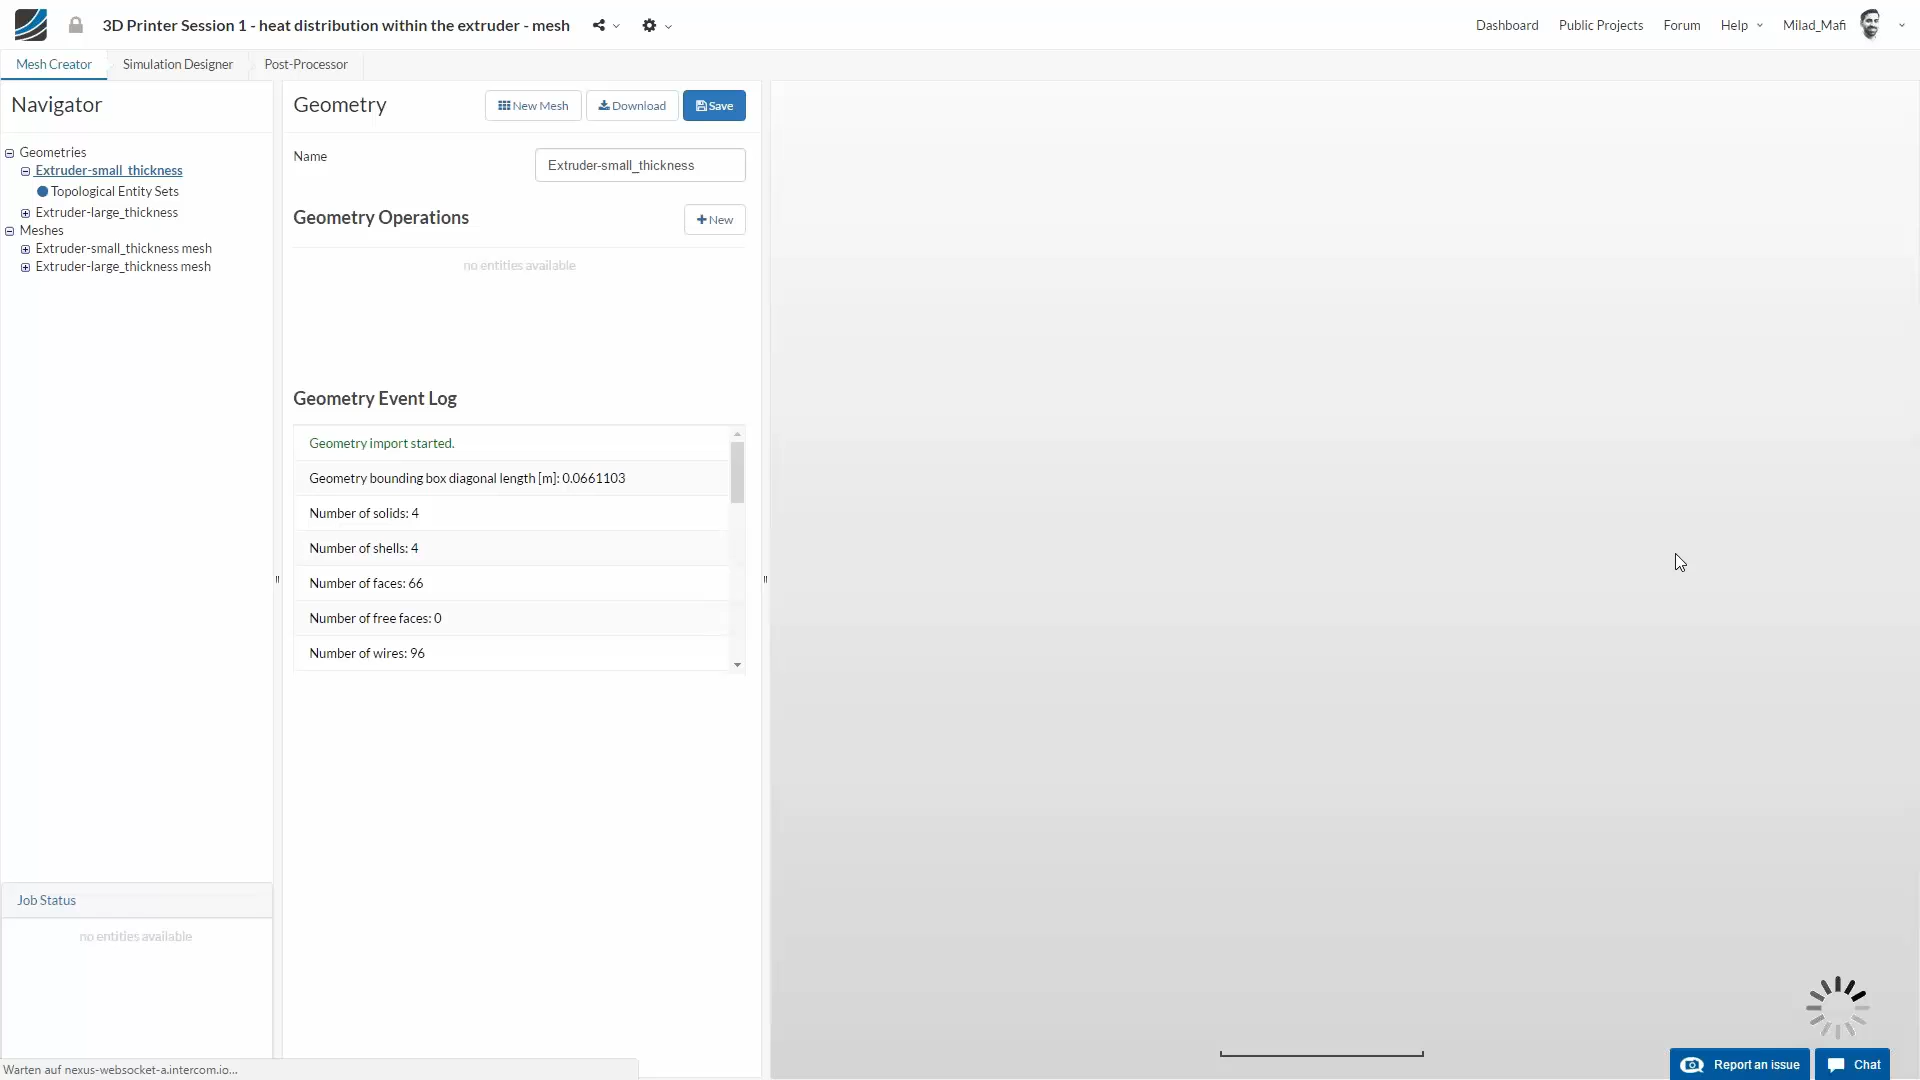 3D Printer Session 1 - heat distribution within the extruder - mesh
Dashboard
Public Projects
Forum
Help
Milad_Mafi
Mesh Creator
Simulation Designer
Post-Processor
Navigator
Geometries
Extruder-small_thickness
Topological Entity Sets
Extruder-large_thickness
Meshes
Extruder-small_thickness mesh
Extruder-large_thickness mesh
Job Status
no entities available
Geometry
New Mesh
Download
Save
Name
Extruder-small_thickness
Geometry Operations
New
no entities available
Geometry Event Log
Geometry import started.
Geometry bounding box diagonal length [m]: 0.0661103
Number of solids: 4
Number of shells: 4
Number of faces: 66
Number of free faces: 0
Number of wires: 96
Warten auf nexus-websocket-a.intercom.io...
Report an issue
Chat